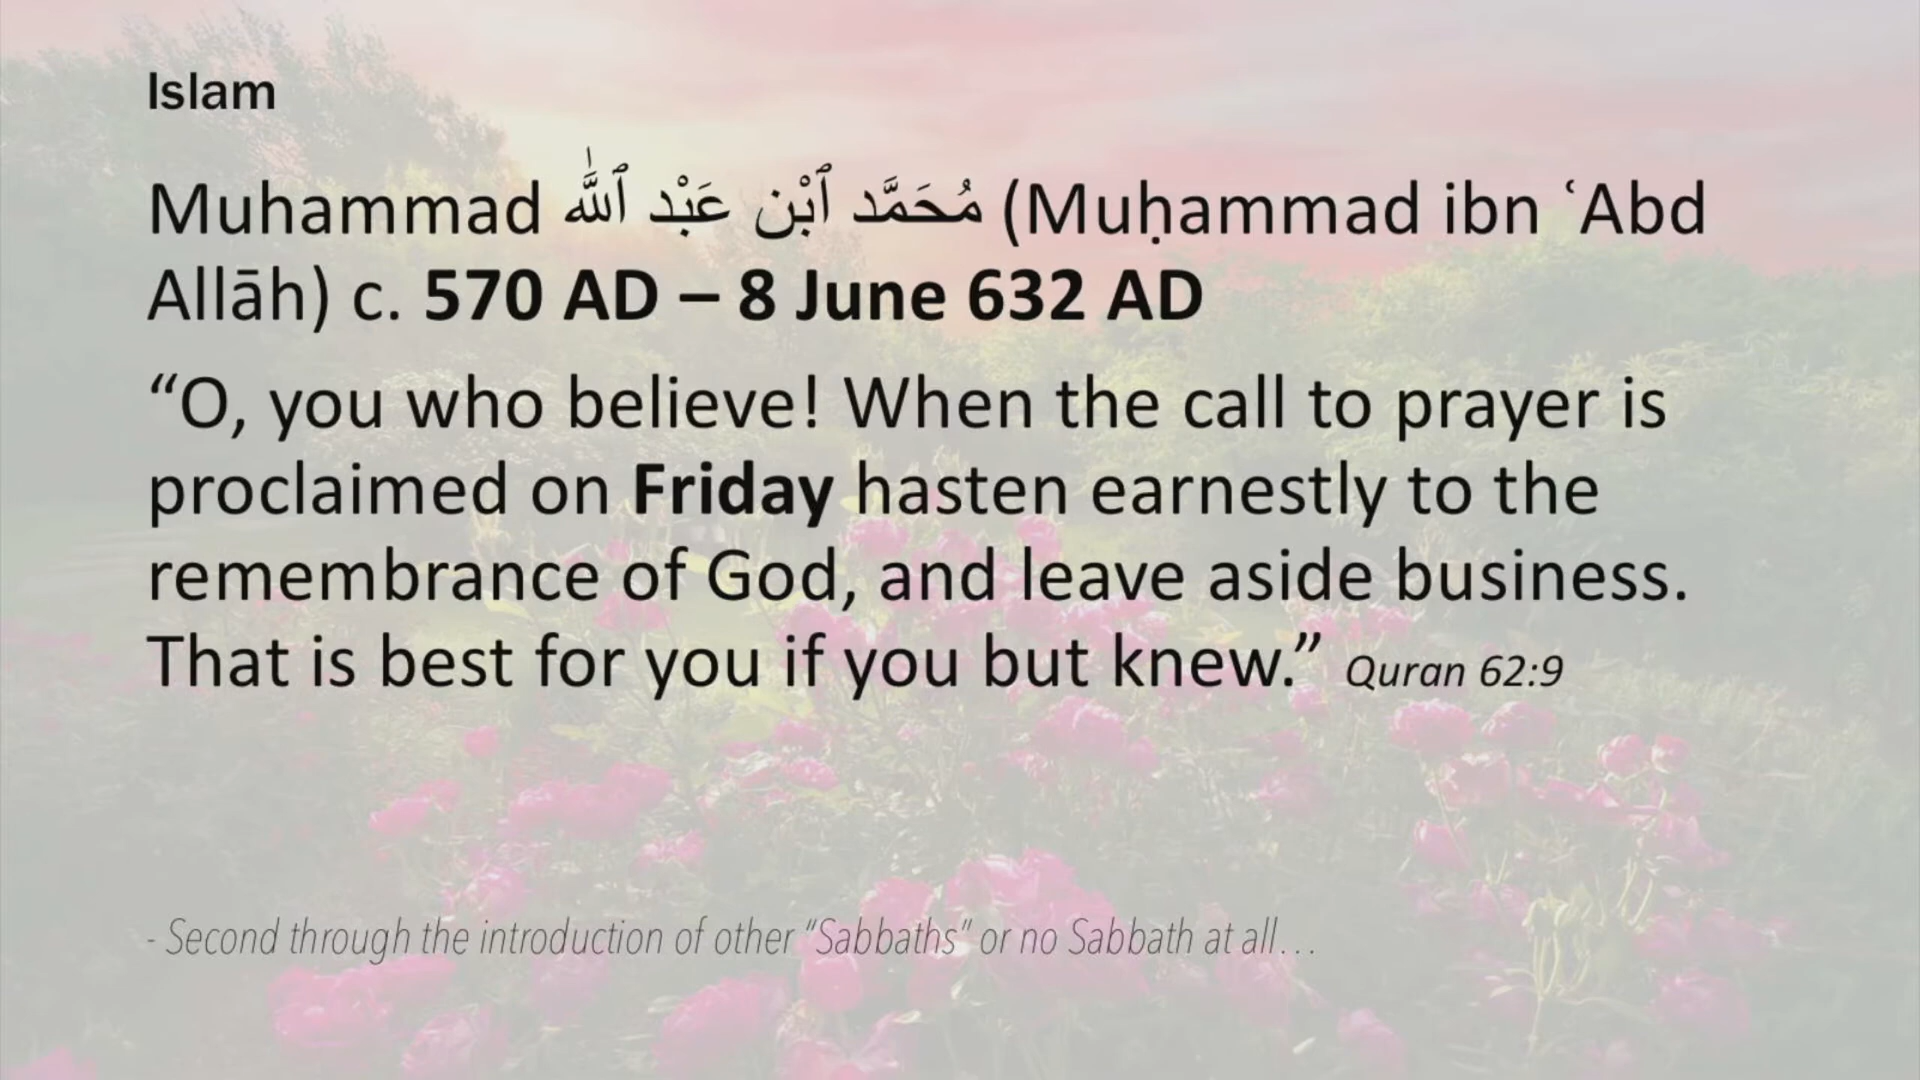 Islam
Muhammad مُحَمَّد ٱبْن عَبْد ٱللَّٰه (Muḥammad ibn ʿAbd
Allāh) c. 570 AD – 8 June 632 AD
“O, you who believe! When the call to prayer is
proclaimed on Friday hasten earnestly to the
remembrance of God, and leave aside business.
That is best for you if you but knew.” Quran 62:9
- Second through the introduction of other “Sabbaths” or no Sabbath at all…